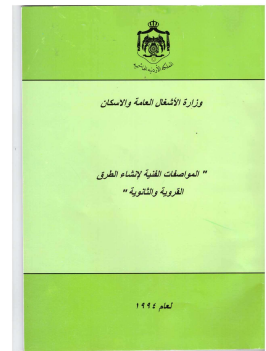 وزارة الأشغال العامة والاسكان
" المواصفات الفنية لإنشاء الطرق
القروية والثانوية "
لعام ١٩٩٤